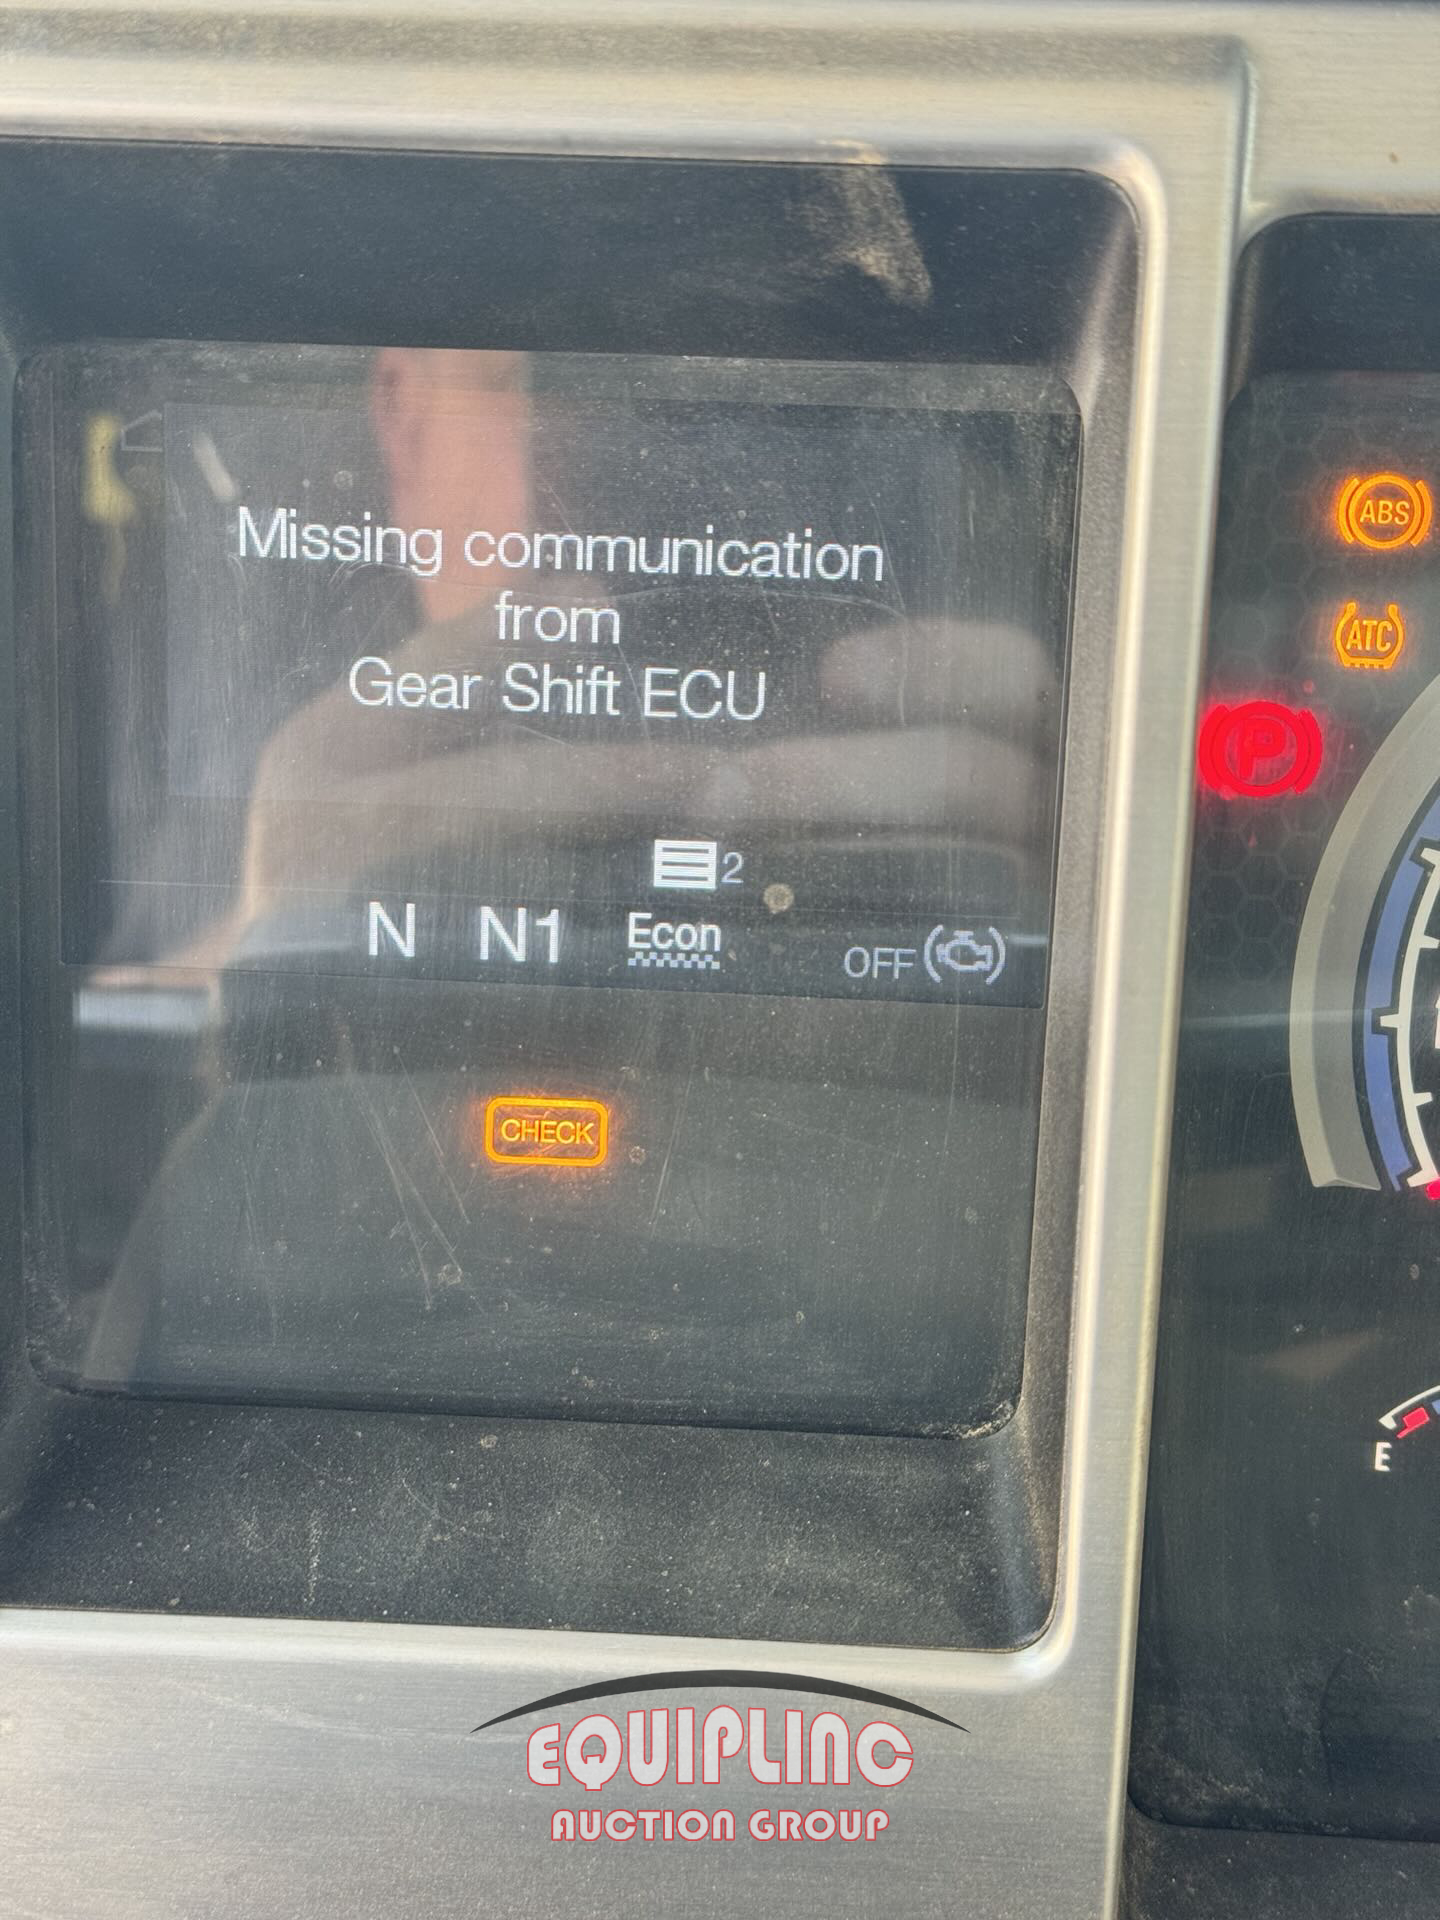 Missing communication
from
Gear Shift ECU
2
N N1 Econ
OFF
CHECK
ABS
ATC
P
E
EQUIPLINC
AUCTION GROUP